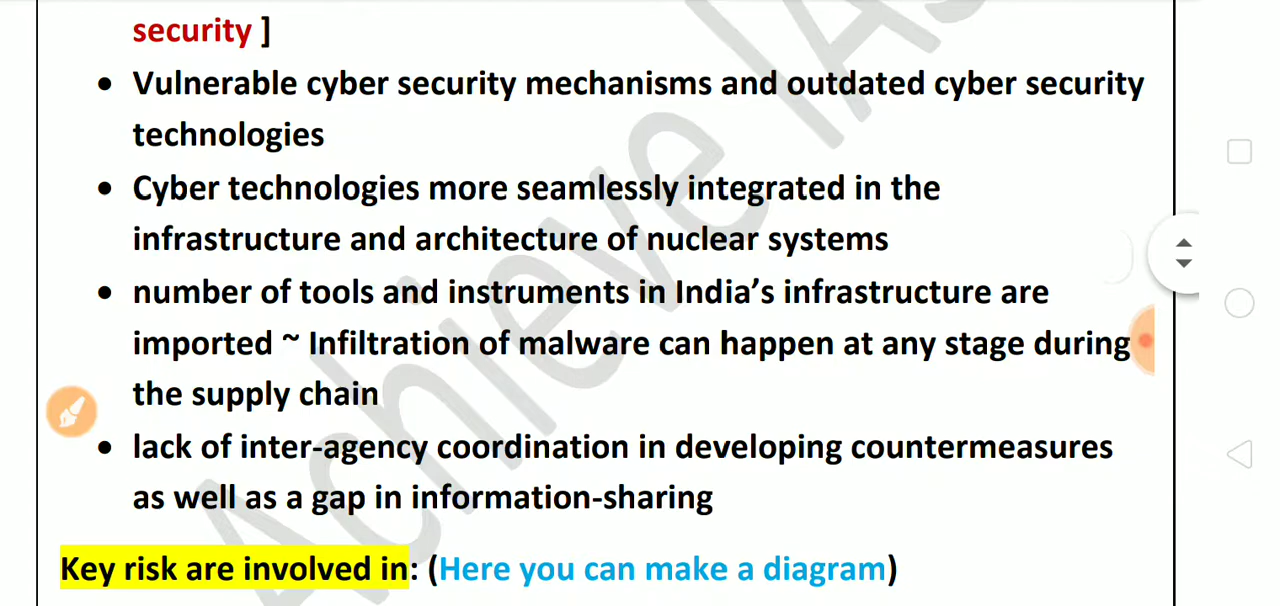 security ]
• Vulnerable cyber security mechanisms and outdated cyber security
technologies
• Cyber technologies more seamlessly integrated in the
infrastructure and architecture of nuclear systems
• number of tools and instruments in India’s infrastructure are
imported ~ Infiltration of malware can happen at any stage during
the supply chain
• lack of inter-agency coordination in developing countermeasures
as well as a gap in information-sharing
Key risk are involved in: (Here you can make a diagram)
Achieve IAS